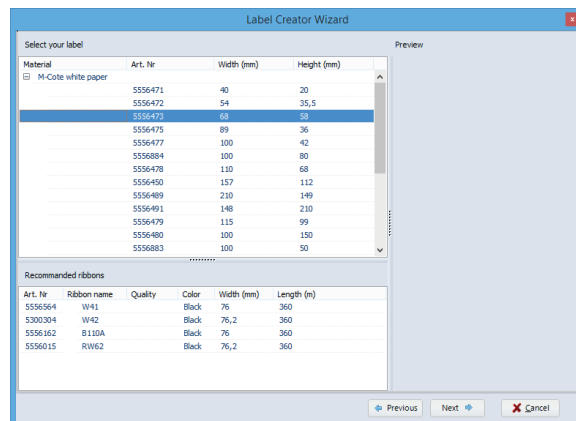 Label Creator Wizard
x
Select your label
Preview
Material Art. Nr Width (mm) Height (mm)
M-Cote white paper
5556471 40 20
5556472 54 35,5
5556473 68 58
5556475 89 36
5556477 100 42
5556884 100 80
5556478 110 68
5556450 157 112
5556489 210 149
5556491 148 210
5556479 115 99
5556480 100 150
5556883 100 50
Recommanded ribbons
Art. Nr Ribbon name Quality Color Width (mm) Length (m)
5556564 W41 Black 76 360
5300304 W42 Black 76,2 360
5556162 B110A Black 76 360
5556015 RW62 Black 76,2 360
Previous Next Cancel